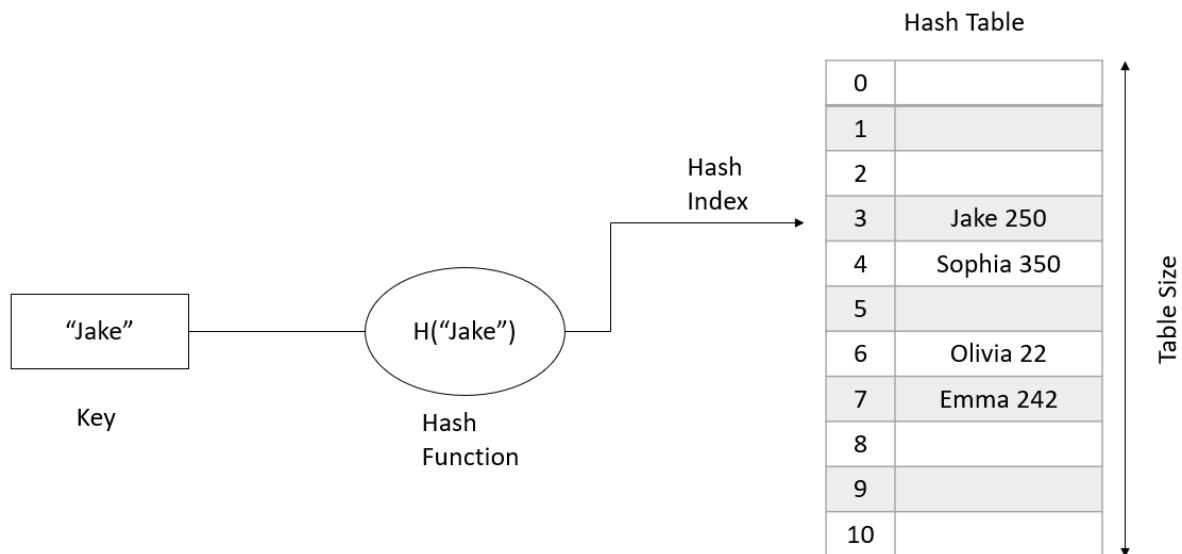 Hash Table
0
1
Hash
Index
2
3 Jake 250
4 Sophia 350
5
“Jake”
H(“Jake”)
6 Olivia 22
7 Emma 242
Key
Hash
Function
8
9
10
Table Size